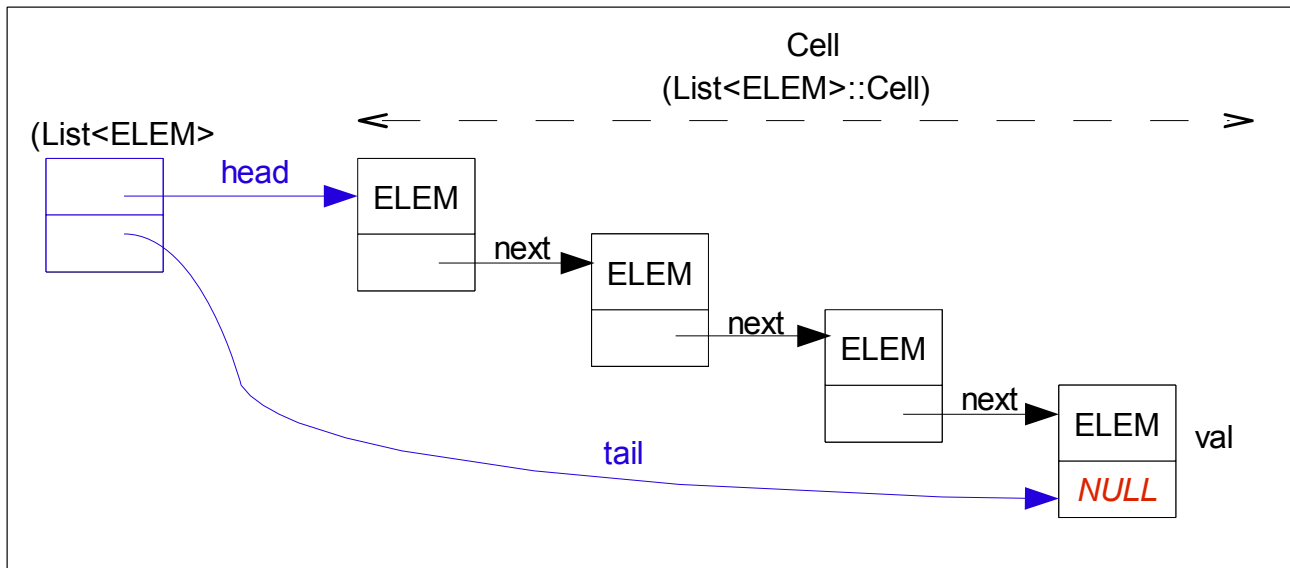 Cell
(List<ELEM>::Cell)
(List<ELEM>
head
ELEM
next
ELEM
next
ELEM
next
ELEM
val
tail
NULL